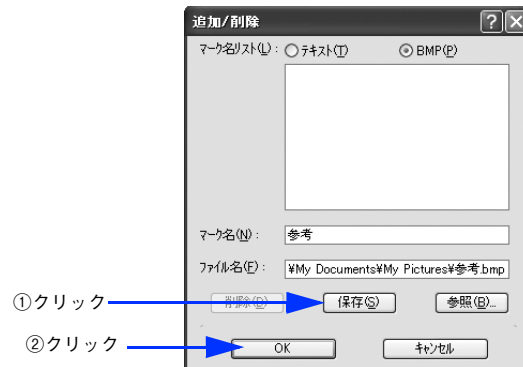 追加/削除
マーク名リスト(L): テキスト(T) BMP(P)
マーク名(N): 参考
ファイル名(F): ¥My Documents¥My Pictures¥参考.bmp
①クリック 削除(D) 保存(S) 参照(B)...
②クリック OK キャンセル